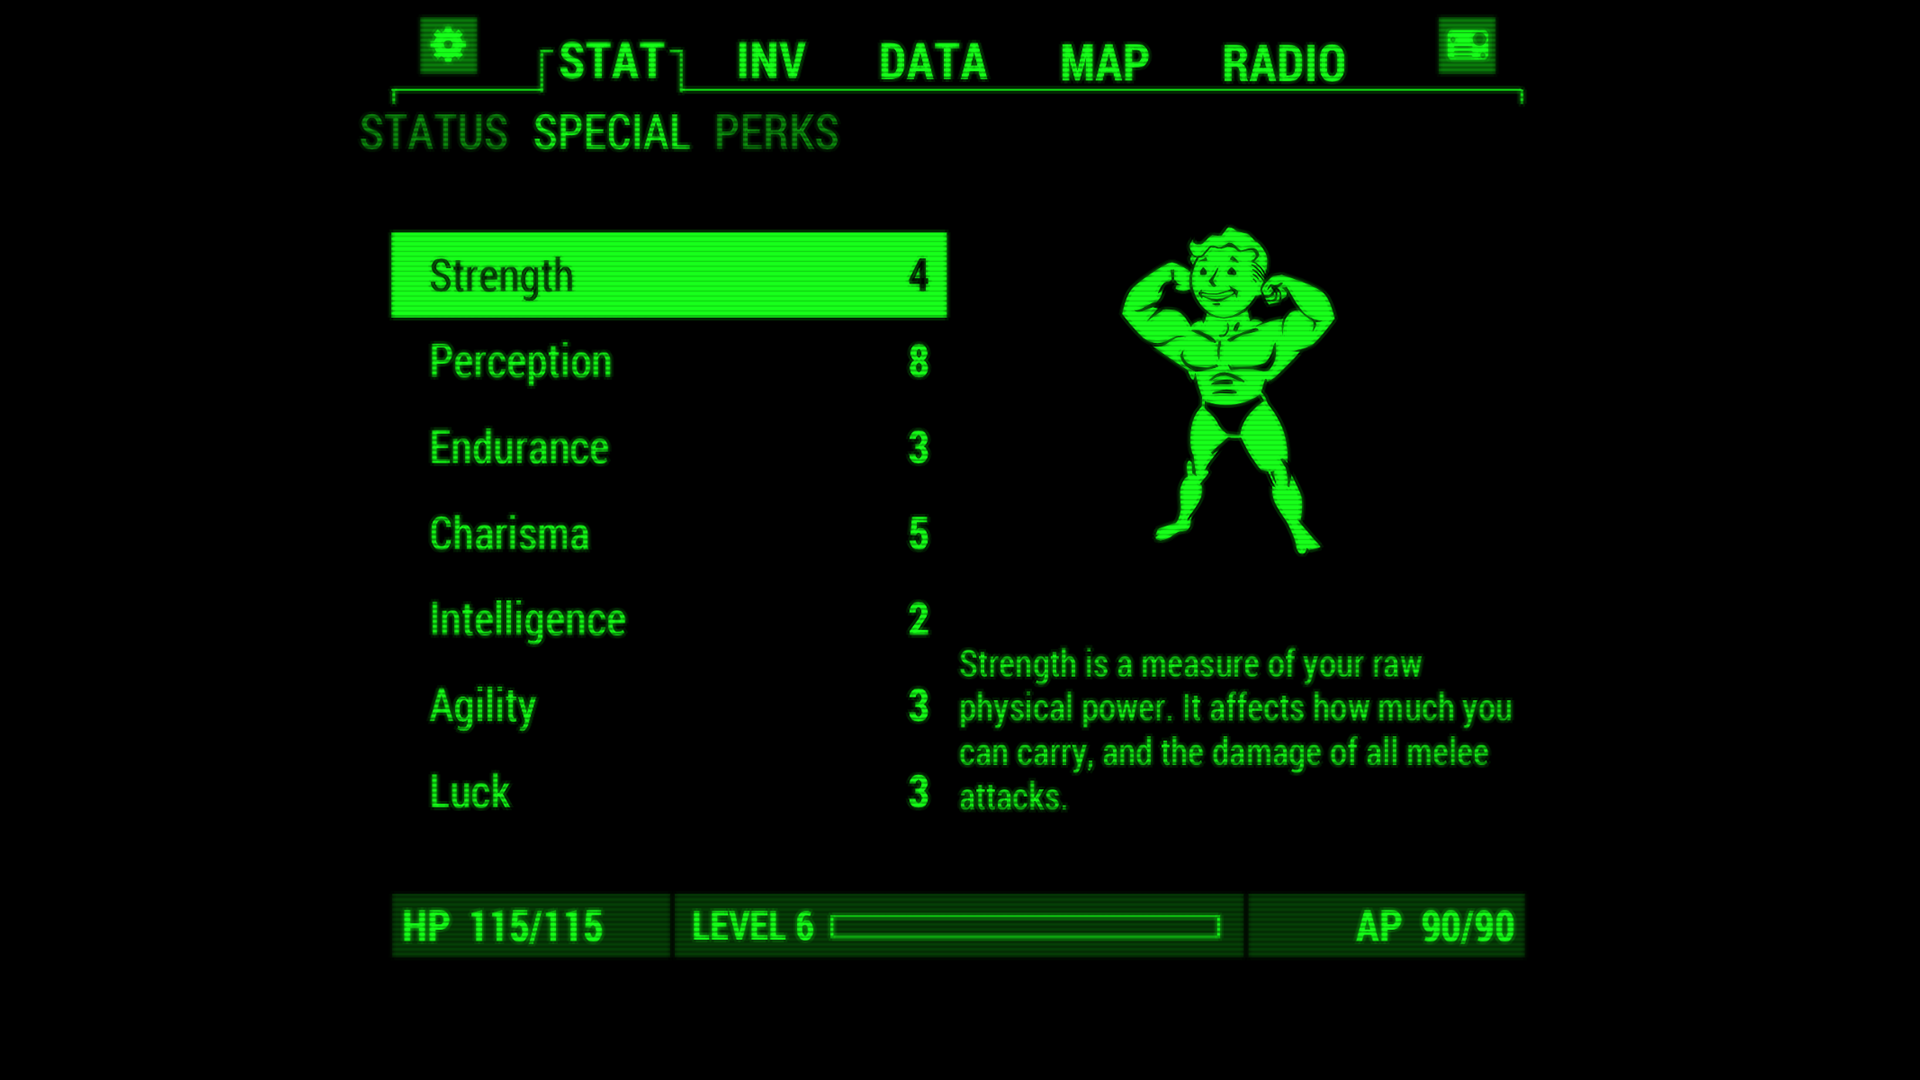 STAT INV DATA MAP RADIO
STATUS SPECIAL PERKS
Strength 4
Perception 8
Endurance 3
Charisma 5
Intelligence 2
Agility 3
Luck 3
Strength is a measure of your raw
physical power. It affects how much you
can carry, and the damage of all melee
attacks.
HP 115/115 LEVEL 6 AP 90/90